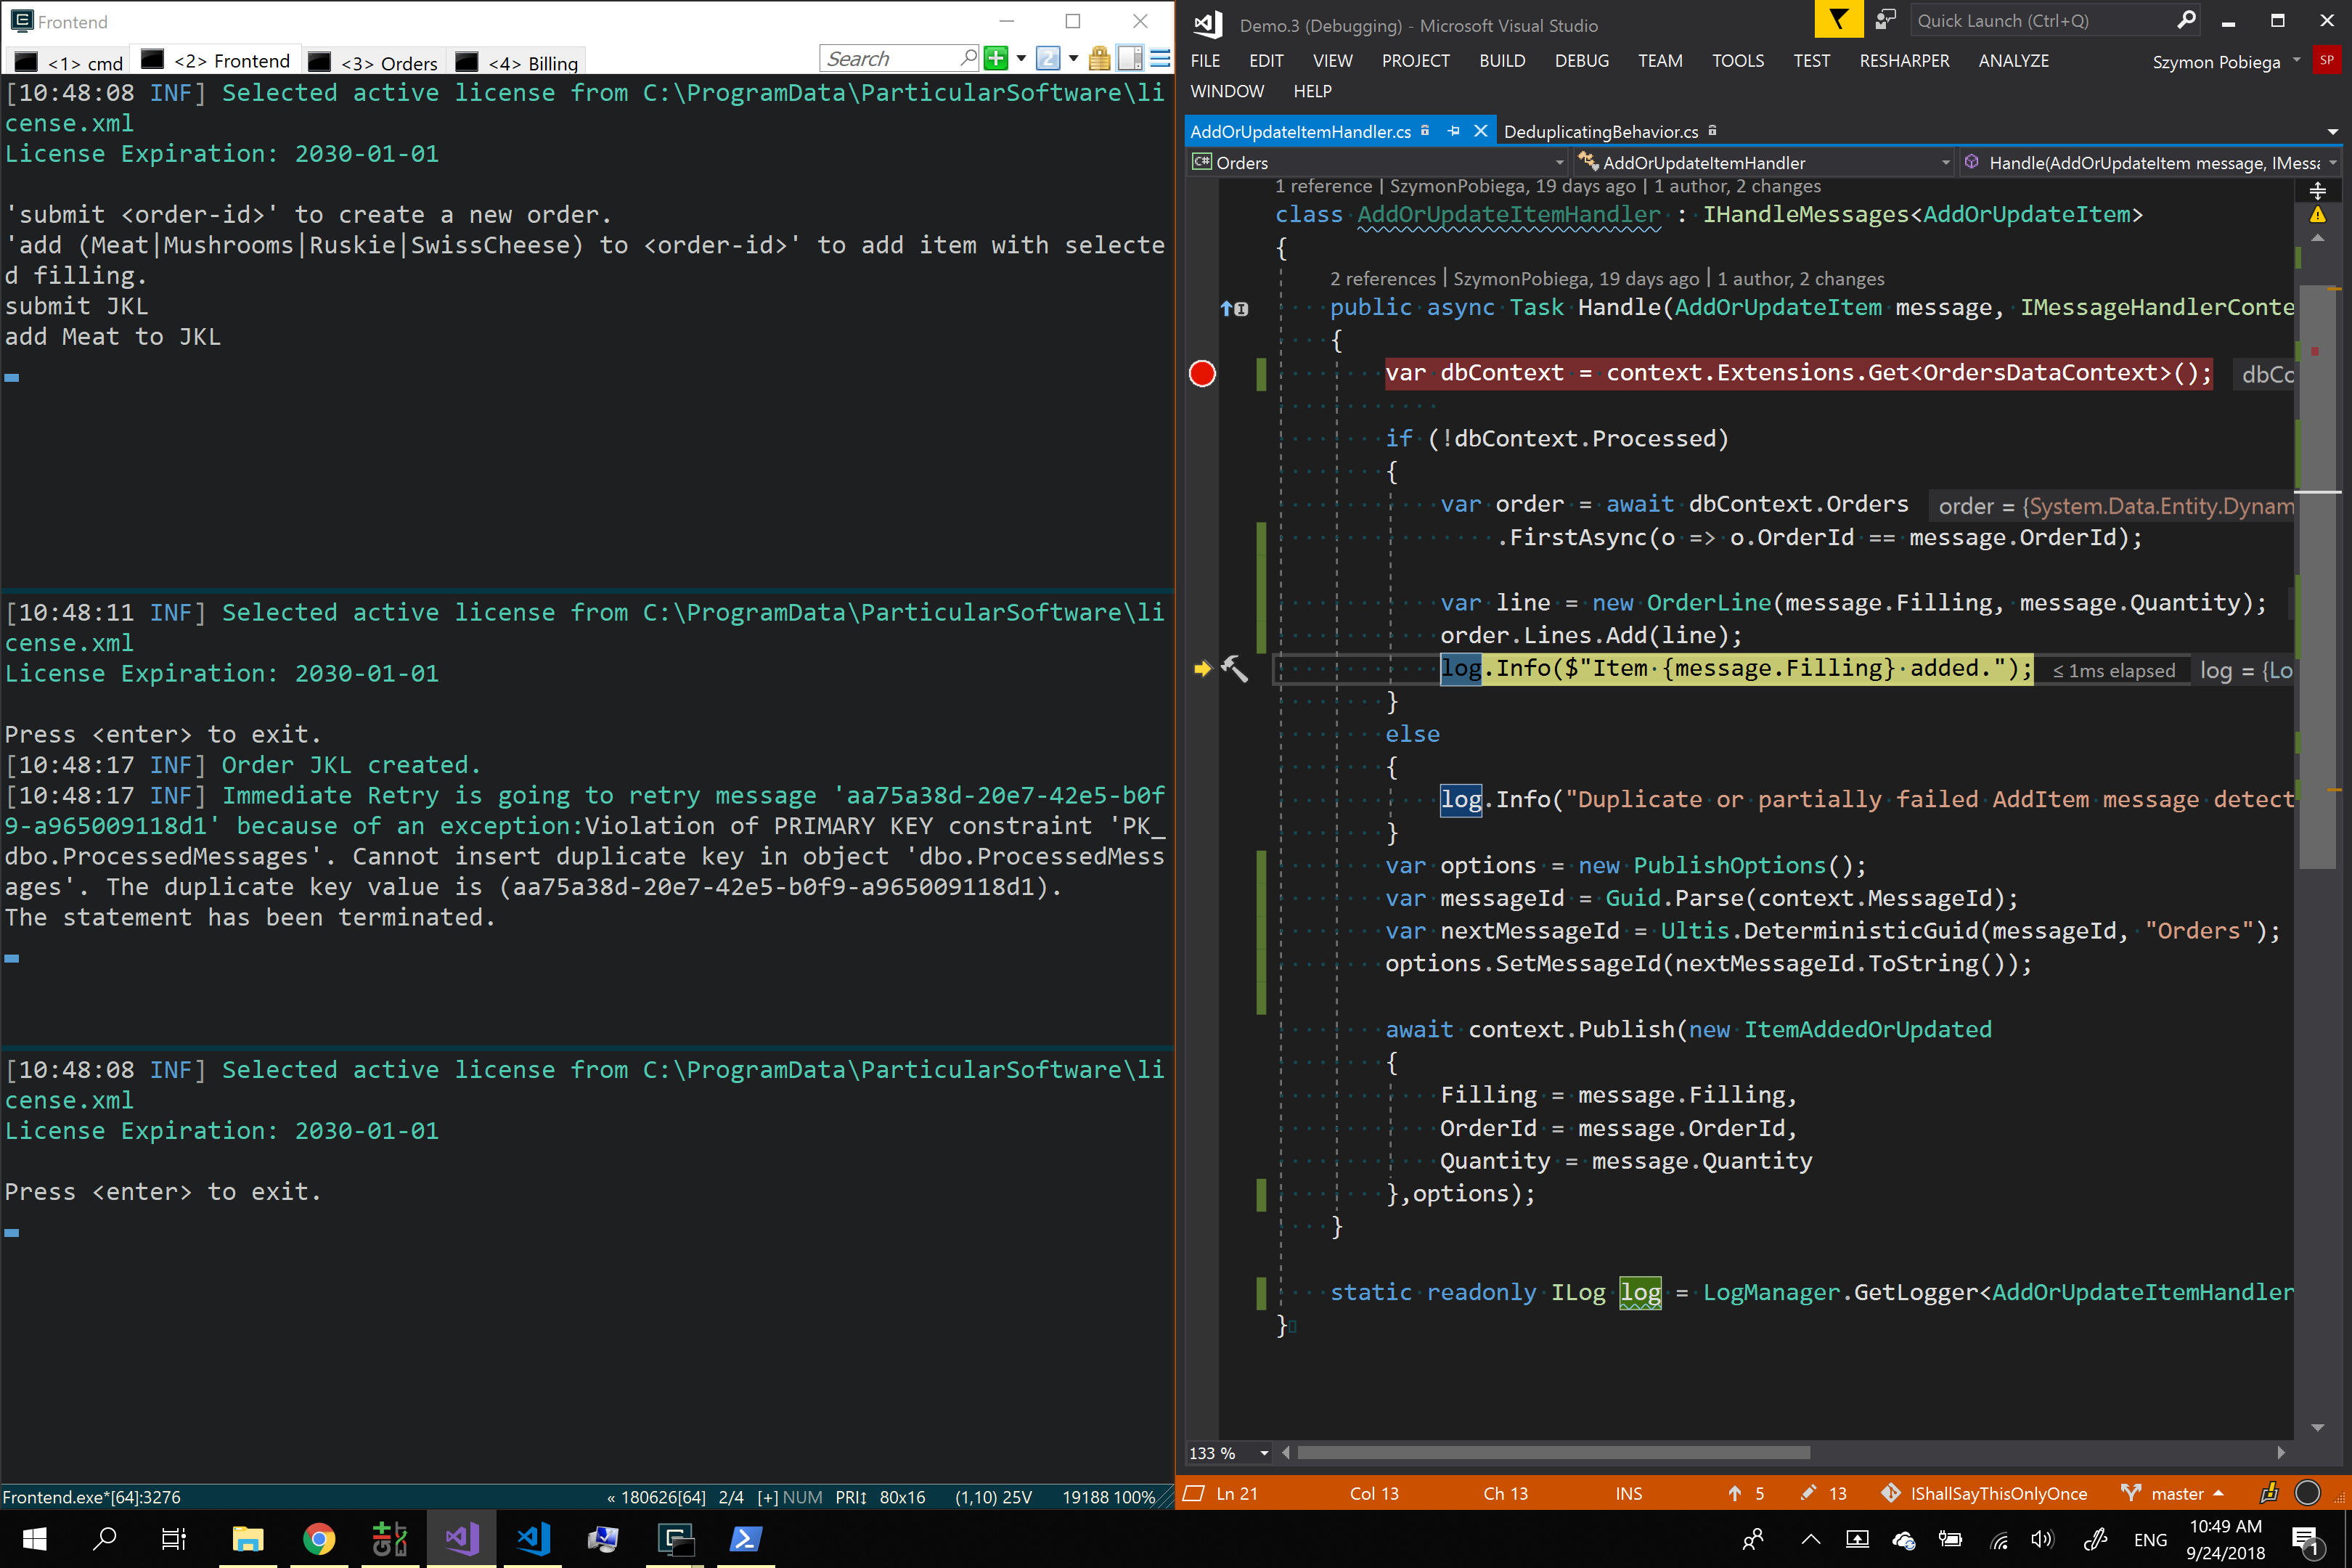 Frontend
<1> cmd
<2> Frontend
<3> Orders
<4> Billing
Search
[10:48:08 INF] Selected active license from C:\ProgramData\ParticularSoftware\li
cense.xml
License Expiration: 2030-01-01
'submit <order-id>' to create a new order.
'add (Meat|Mushrooms|Ruskie|SwissCheese) to <order-id>' to add item with selecte
d filling.
submit JKL
add Meat to JKL
[10:48:11 INF] Selected active license from C:\ProgramData\ParticularSoftware\li
cense.xml
License Expiration: 2030-01-01
Press <enter> to exit.
[10:48:17 INF] Order JKL created.
[10:48:17 INF] Immediate Retry is going to retry message 'aa75a38d-20e7-42e5-b0f
9-a965009118d1' because of an exception:Violation of PRIMARY KEY constraint 'PK_
dbo.ProcessedMessages'. Cannot insert duplicate key in object 'dbo.ProcessedMess
ages'. The duplicate key value is (aa75a38d-20e7-42e5-b0f9-a965009118d1).
The statement has been terminated.
[10:48:08 INF] Selected active license from C:\ProgramData\ParticularSoftware\li
cense.xml
License Expiration: 2030-01-01
Press <enter> to exit.
Frontend.exe*[64]:3276
« 180626[64] 2/4 [+] NUM PRI↕ 80x16 (1,10) 25V 19188 100%
Demo.3 (Debugging) - Microsoft Visual Studio
Quick Launch (Ctrl+Q)
FILE EDIT VIEW PROJECT BUILD DEBUG TEAM TOOLS TEST RESHARPER ANALYZE
Szymon Pobiega
SP
WINDOW HELP
AddOrUpdateItemHandler.cs
DeduplicatingBehavior.cs
C# Orders
AddOrUpdateItemHandler
Handle(AddOrUpdateItem message, IMessa
1 reference | SzymonPobiega, 19 days ago | 1 author, 2 changes
class AddOrUpdateItemHandler : IHandleMessages<AddOrUpdateItem>
{
2 references | SzymonPobiega, 19 days ago | 1 author, 2 changes
public async Task Handle(AddOrUpdateItem message, IMessageHandlerConte
{
var dbContext = context.Extensions.Get<OrdersDataContext>(); dbCo
if (!dbContext.Processed)
{
var order = await dbContext.Orders order = {System.Data.Entity.Dynam
.FirstAsync(o => o.OrderId == message.OrderId);
var line = new OrderLine(message.Filling, message.Quantity);
order.Lines.Add(line);
log.Info($"Item {message.Filling} added."); ≤ 1ms elapsed log = {Lo
}
else
{
log.Info("Duplicate or partially failed AddItem message detect
}
var options = new PublishOptions();
var messageId = Guid.Parse(context.MessageId);
var nextMessageId = Ultis.DeterministicGuid(messageId, "Orders");
options.SetMessageId(nextMessageId.ToString());
await context.Publish(new ItemAddedOrUpdated
{
Filling = message.Filling,
OrderId = message.OrderId,
Quantity = message.Quantity
},options);
}
static readonly ILog log = LogManager.GetLogger<AddOrUpdateItemHandler
}
133 %
Ln 21 Col 13 Ch 13 INS 5 13 IShallSayThisOnlyOnce master
ENG
10:49 AM
9/24/2018
1